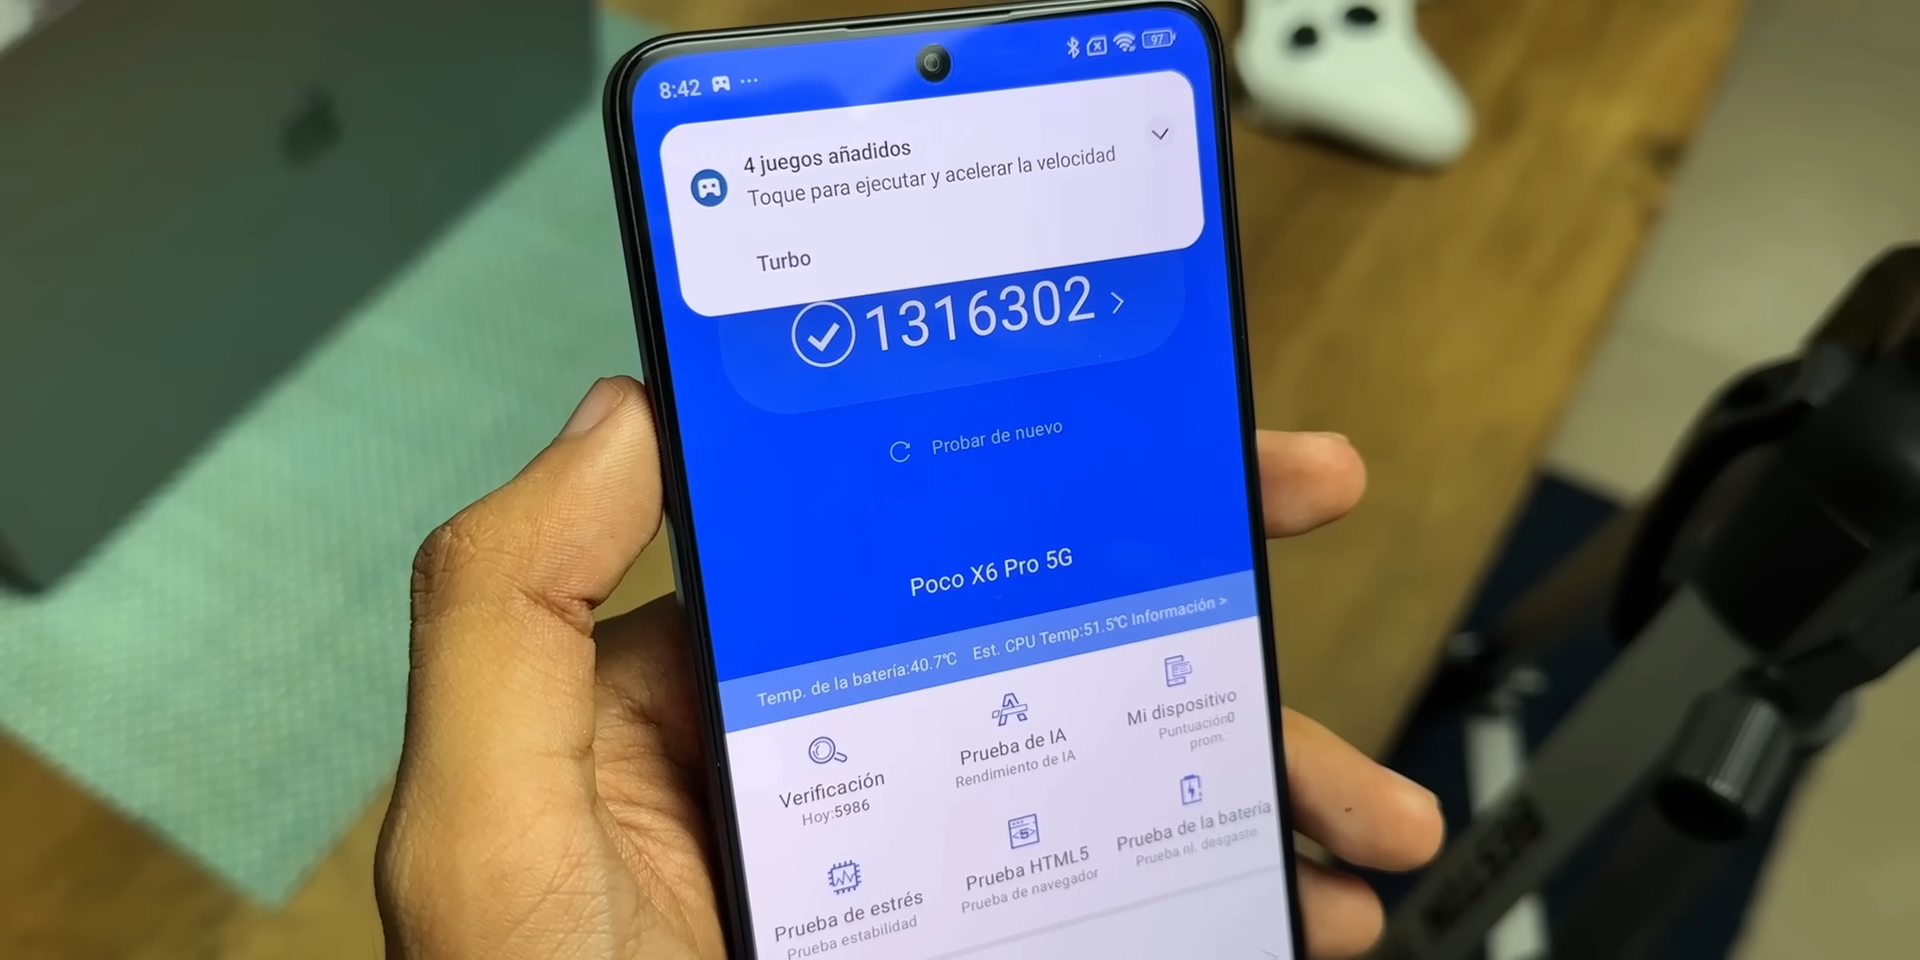 8:42 ...
97
4 juegos añadidos
Toque para ejecutar y acelerar la velocidad
Turbo
1316302 >
Probar de nuevo
Poco X6 Pro 5G
Temp. de la batería:40.7℃ Est. CPU Temp:51.5℃ Información >
Verificación
Hoy:5986
Prueba de IA
Rendimiento de IA
Mi dispositivo
Puntuación0
prom.:
Prueba de estrés
Prueba estabilidad
Prueba HTML5
Prueba de navegador
Prueba de la batería
Prueba nl. desgaste